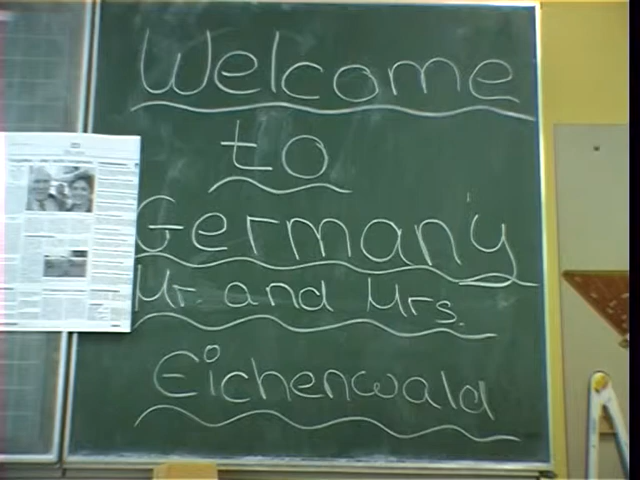 Welcome
to
Germany
Mr. and Mrs.
Eichenwald